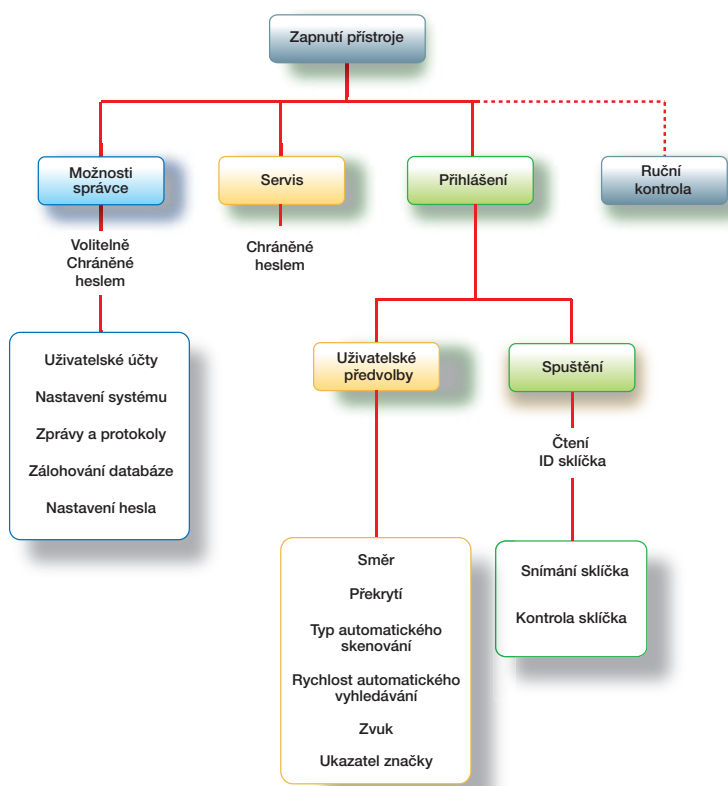 Zapnutí přístroje
Možnosti
správce
Servis
Přihlášení
Ruční
kontrola
Volitelně
Chráněné
heslem
Chráněné
heslem
Uživatelské účty
Nastavení systému
Zprávy a protokoly
Zálohování databáze
Nastavení hesla
Uživatelské
předvolby
Spuštění
Čtení
ID sklíčka
Směr
Překrytí
Typ automatického
skenování
Rychlost automatického
vyhledávání
Zvuk
Ukazatel značky
Snímání sklíčka
Kontrola sklíčka